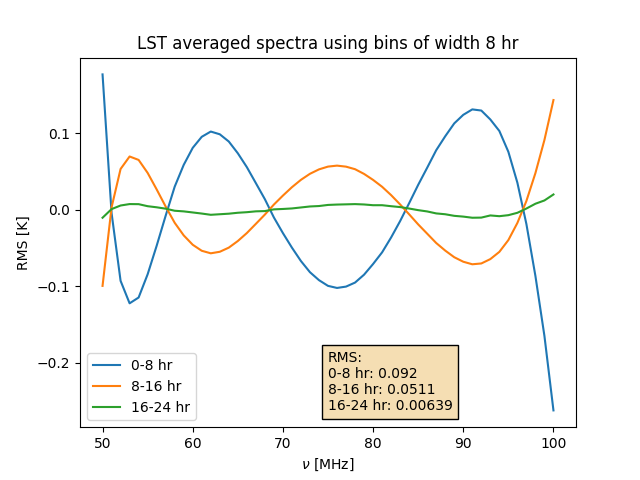 LST averaged spectra using bins of width 8 hr
RMS [K]
0.1
0.0
−0.1
−0.2
0-8 hr
8-16 hr
16-24 hr
RMS:
0-8 hr: 0.092
8-16 hr: 0.0511
16-24 hr: 0.00639
50
60
70
80
90
100
ν [MHz]